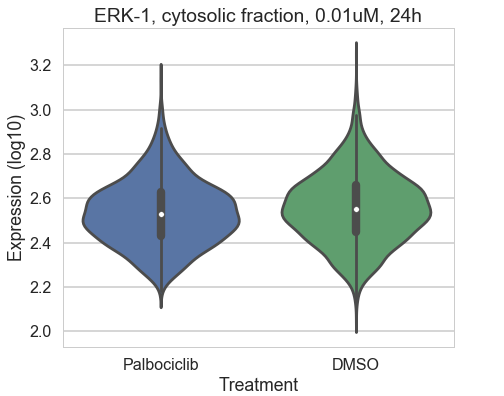 ERK-1, cytosolic fraction, 0.01uM, 24h
Expression (log10)
3.2
3.0
2.8
2.6
2.4
2.2
2.0
Palbociclib DMSO
Treatment